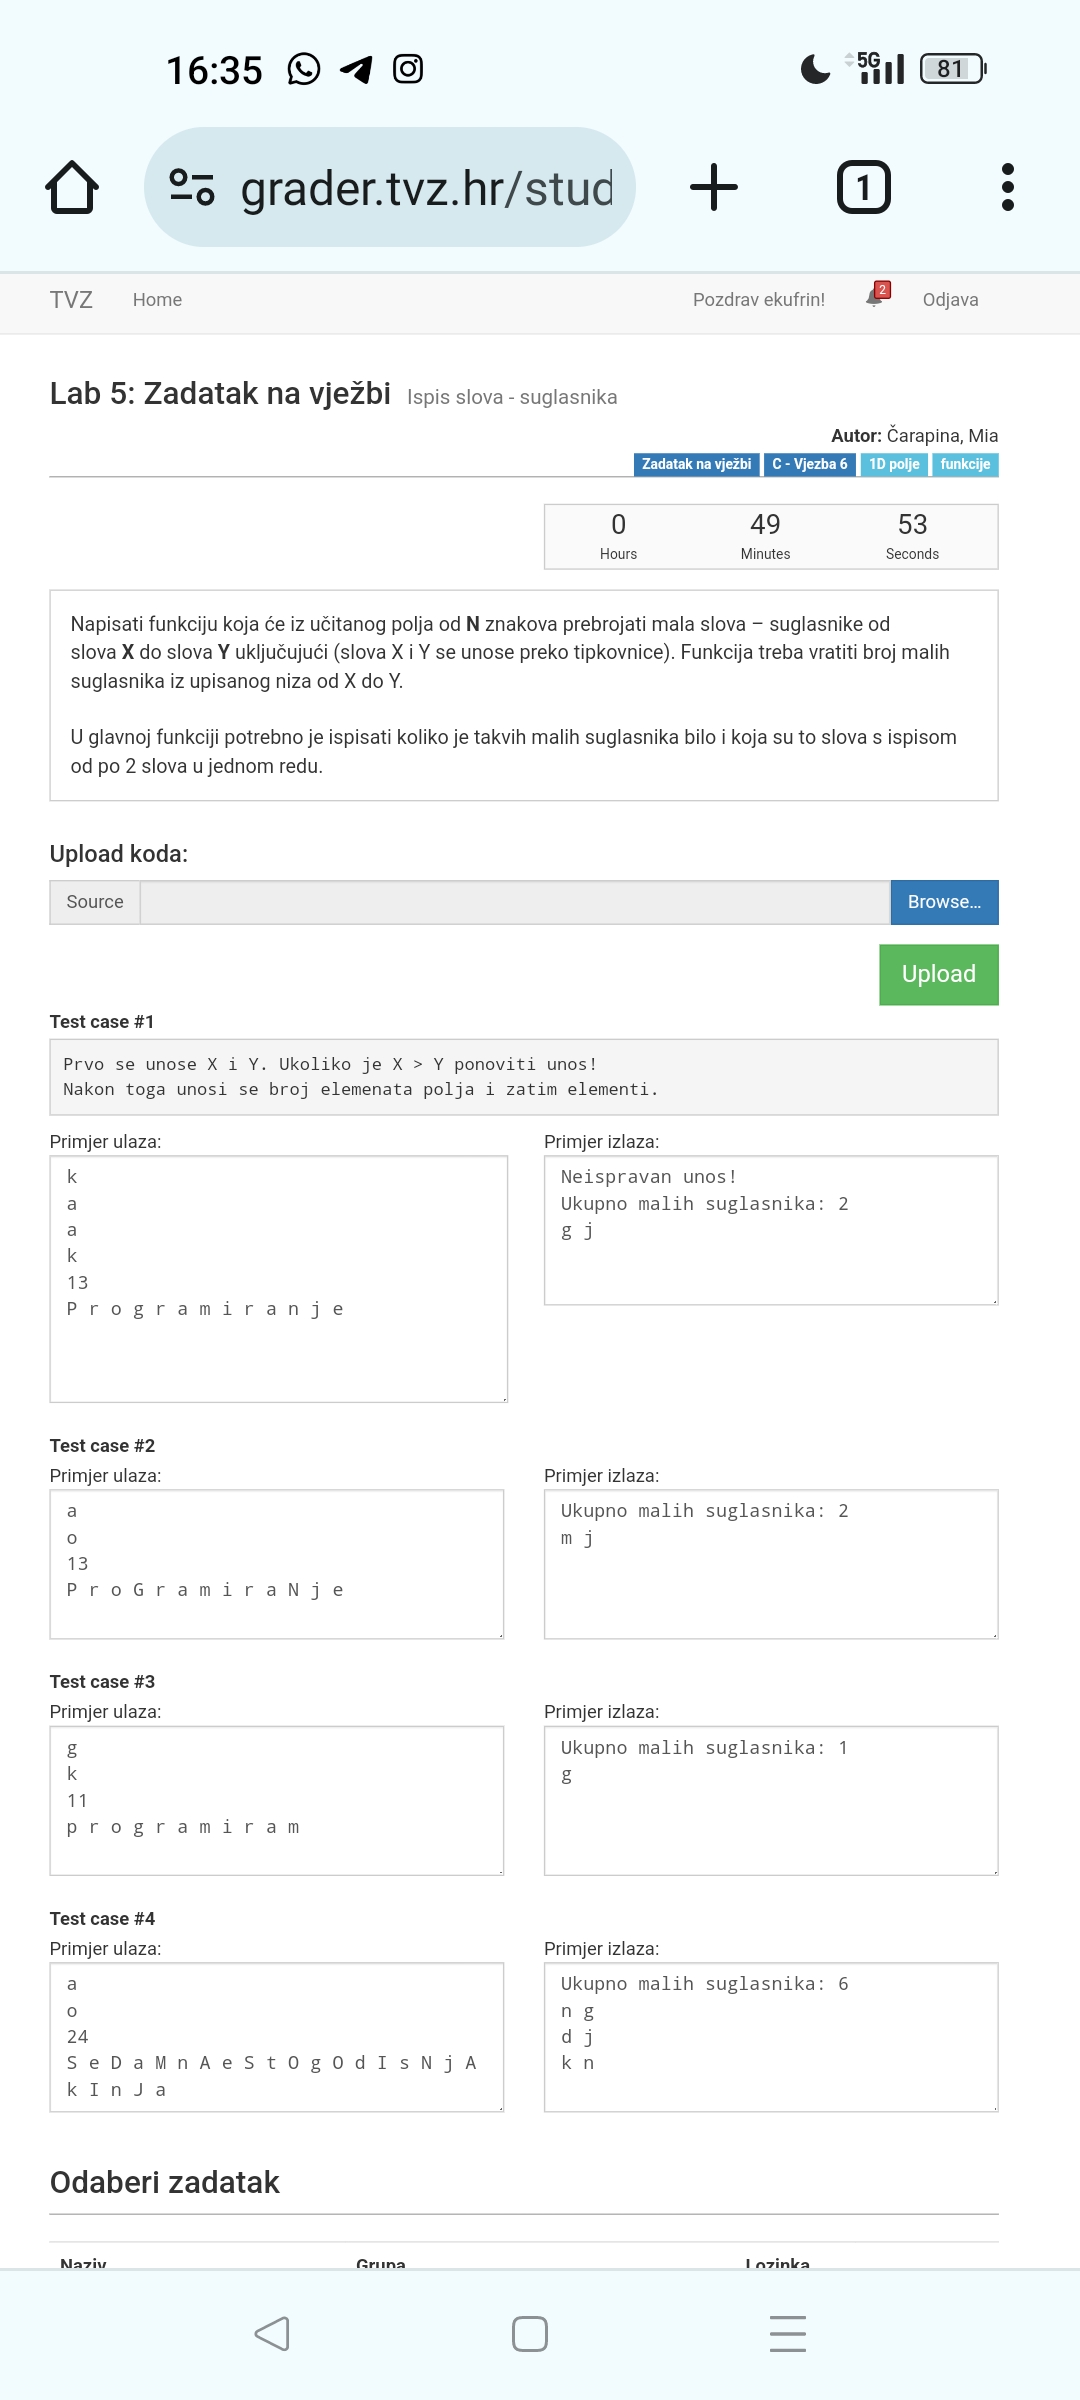 16:35
5G
81
grader.tvz.hr/stud
1
TVZ Home Pozdrav ekufrin! 2 Odjava
Lab 5: Zadatak na vježbi Ispis slova - suglasnika
Autor: Čarapina, Mia
Zadatak na vježbi C - Vjezba 6 1D polje funkcije
0 49 53
Hours Minutes Seconds
Napisati funkciju koja će iz učitanog polja od N znakova prebrojati mala slova – suglasnike od
slova X do slova Y uključujući (slova X i Y se unose preko tipkovnice). Funkcija treba vratiti broj malih
suglasnika iz upisanog niza od X do Y.
U glavnoj funkciji potrebno je ispisati koliko je takvih malih suglasnika bilo i koja su to slova s ispisom
od po 2 slova u jednom redu.
Upload koda:
Source Browse...
Upload
Test case #1
Prvo se unose X i Y. Ukoliko je X > Y ponoviti unos!
Nakon toga unosi se broj elemenata polja i zatim elementi.
Primjer ulaza:
k
a
a
k
13
P r o g r a m i r a n j e
Primjer izlaza:
Neispravan unos!
Ukupno malih suglasnika: 2
g j
Test case #2
Primjer ulaza:
a
o
13
P r o G r a m i r a N j e
Primjer izlaza:
Ukupno malih suglasnika: 2
m j
Test case #3
Primjer ulaza:
g
k
11
p r o g r a m i r a m
Primjer izlaza:
Ukupno malih suglasnika: 1
g
Test case #4
Primjer ulaza:
a
o
24
S e D a M n A e S t O g O d I s N j A
k I n J a
Primjer izlaza:
Ukupno malih suglasnika: 6
n g
d j
k n
Odaberi zadatak
Naziv Grupa Lozinka